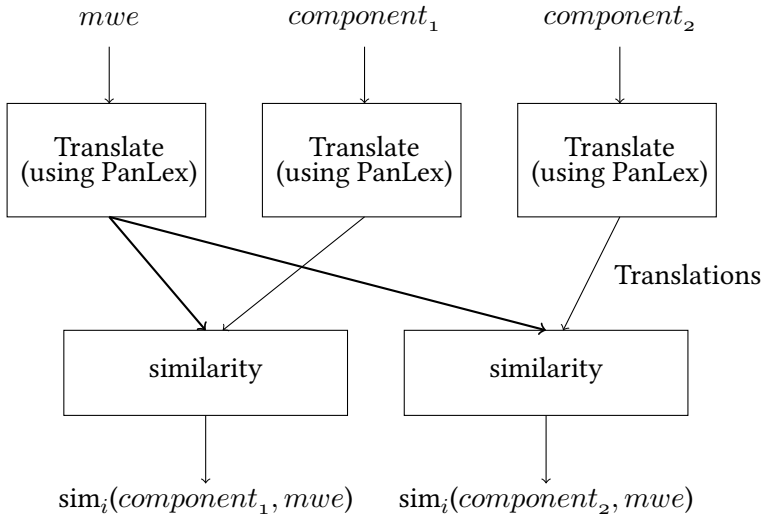 mwe component₁ component₂
Translate Translate Translate
(using PanLex) (using PanLex) (using PanLex)
Translations
similarity similarity
simᵢ(component₁, mwe) simᵢ(component₂, mwe)